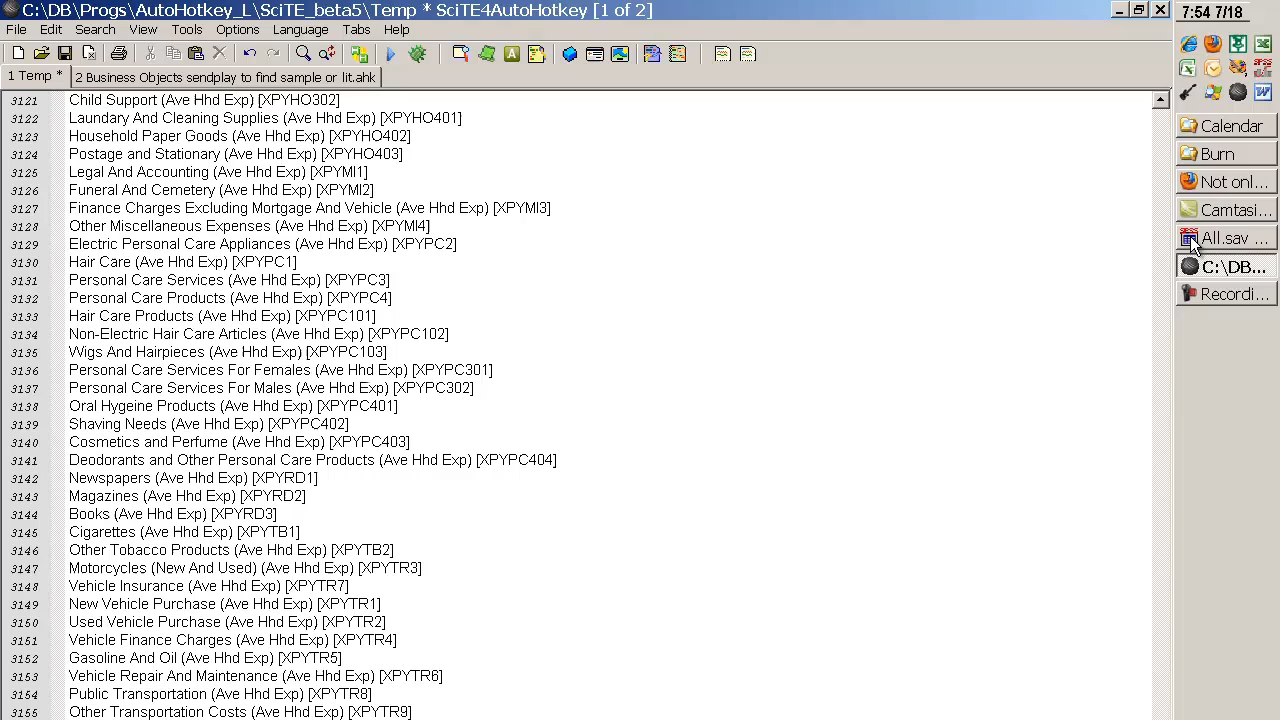 C:\DB\Progs\AutoHotkey_L\SciTE_beta5\Temp * SciTE4AutoHotkey [1 of 2]
7:54 7/18
File Edit Search View Tools Options Language Tabs Help
1 Temp *
2 Business Objects sendplay to find sample or lit.ahk
3121 Child Support (Ave Hhd Exp) [XPYHO302]
3122 Laundary And Cleaning Supplies (Ave Hhd Exp) [XPYHO401]
3123 Household Paper Goods (Ave Hhd Exp) [XPYHO402]
3124 Postage and Stationary (Ave Hhd Exp) [XPYHO403]
3125 Legal And Accounting (Ave Hhd Exp) [XPYMI1]
3126 Funeral And Cemetery (Ave Hhd Exp) [XPYMI2]
3127 Finance Charges Excluding Mortgage And Vehicle (Ave Hhd Exp) [XPYMI3]
3128 Other Miscellaneous Expenses (Ave Hhd Exp) [XPYMI4]
3129 Electric Personal Care Appliances (Ave Hhd Exp) [XPYPC2]
3130 Hair Care (Ave Hhd Exp) [XPYPC1]
3131 Personal Care Services (Ave Hhd Exp) [XPYPC3]
3132 Personal Care Products (Ave Hhd Exp) [XPYPC4]
3133 Hair Care Products (Ave Hhd Exp) [XPYPC101]
3134 Non-Electric Hair Care Articles (Ave Hhd Exp) [XPYPC102]
3135 Wigs And Hairpieces (Ave Hhd Exp) [XPYPC103]
3136 Personal Care Services For Females (Ave Hhd Exp) [XPYPC301]
3137 Personal Care Services For Males (Ave Hhd Exp) [XPYPC302]
3138 Oral Hygeine Products (Ave Hhd Exp) [XPYPC401]
3139 Shaving Needs (Ave Hhd Exp) [XPYPC402]
3140 Cosmetics and Perfume (Ave Hhd Exp) [XPYPC403]
3141 Deodorants and Other Personal Care Products (Ave Hhd Exp) [XPYPC404]
3142 Newspapers (Ave Hhd Exp) [XPYRD1]
3143 Magazines (Ave Hhd Exp) [XPYRD2]
3144 Books (Ave Hhd Exp) [XPYRD3]
3145 Cigarettes (Ave Hhd Exp) [XPYTB1]
3146 Other Tobacco Products (Ave Hhd Exp) [XPYTB2]
3147 Motorcycles (New And Used) (Ave Hhd Exp) [XPYTR3]
3148 Vehicle Insurance (Ave Hhd Exp) [XPYTR7]
3149 New Vehicle Purchase (Ave Hhd Exp) [XPYTR1]
3150 Used Vehicle Purchase (Ave Hhd Exp) [XPYTR2]
3151 Vehicle Finance Charges (Ave Hhd Exp) [XPYTR4]
3152 Gasoline And Oil (Ave Hhd Exp) [XPYTR5]
3153 Vehicle Repair And Maintenance (Ave Hhd Exp) [XPYTR6]
3154 Public Transportation (Ave Hhd Exp) [XPYTR8]
3155 Other Transportation Costs (Ave Hhd Exp) [XPYTR9]
Calendar
Burn
Not onl...
Camtasi...
All.sav ...
C:\DB...
Recordi...